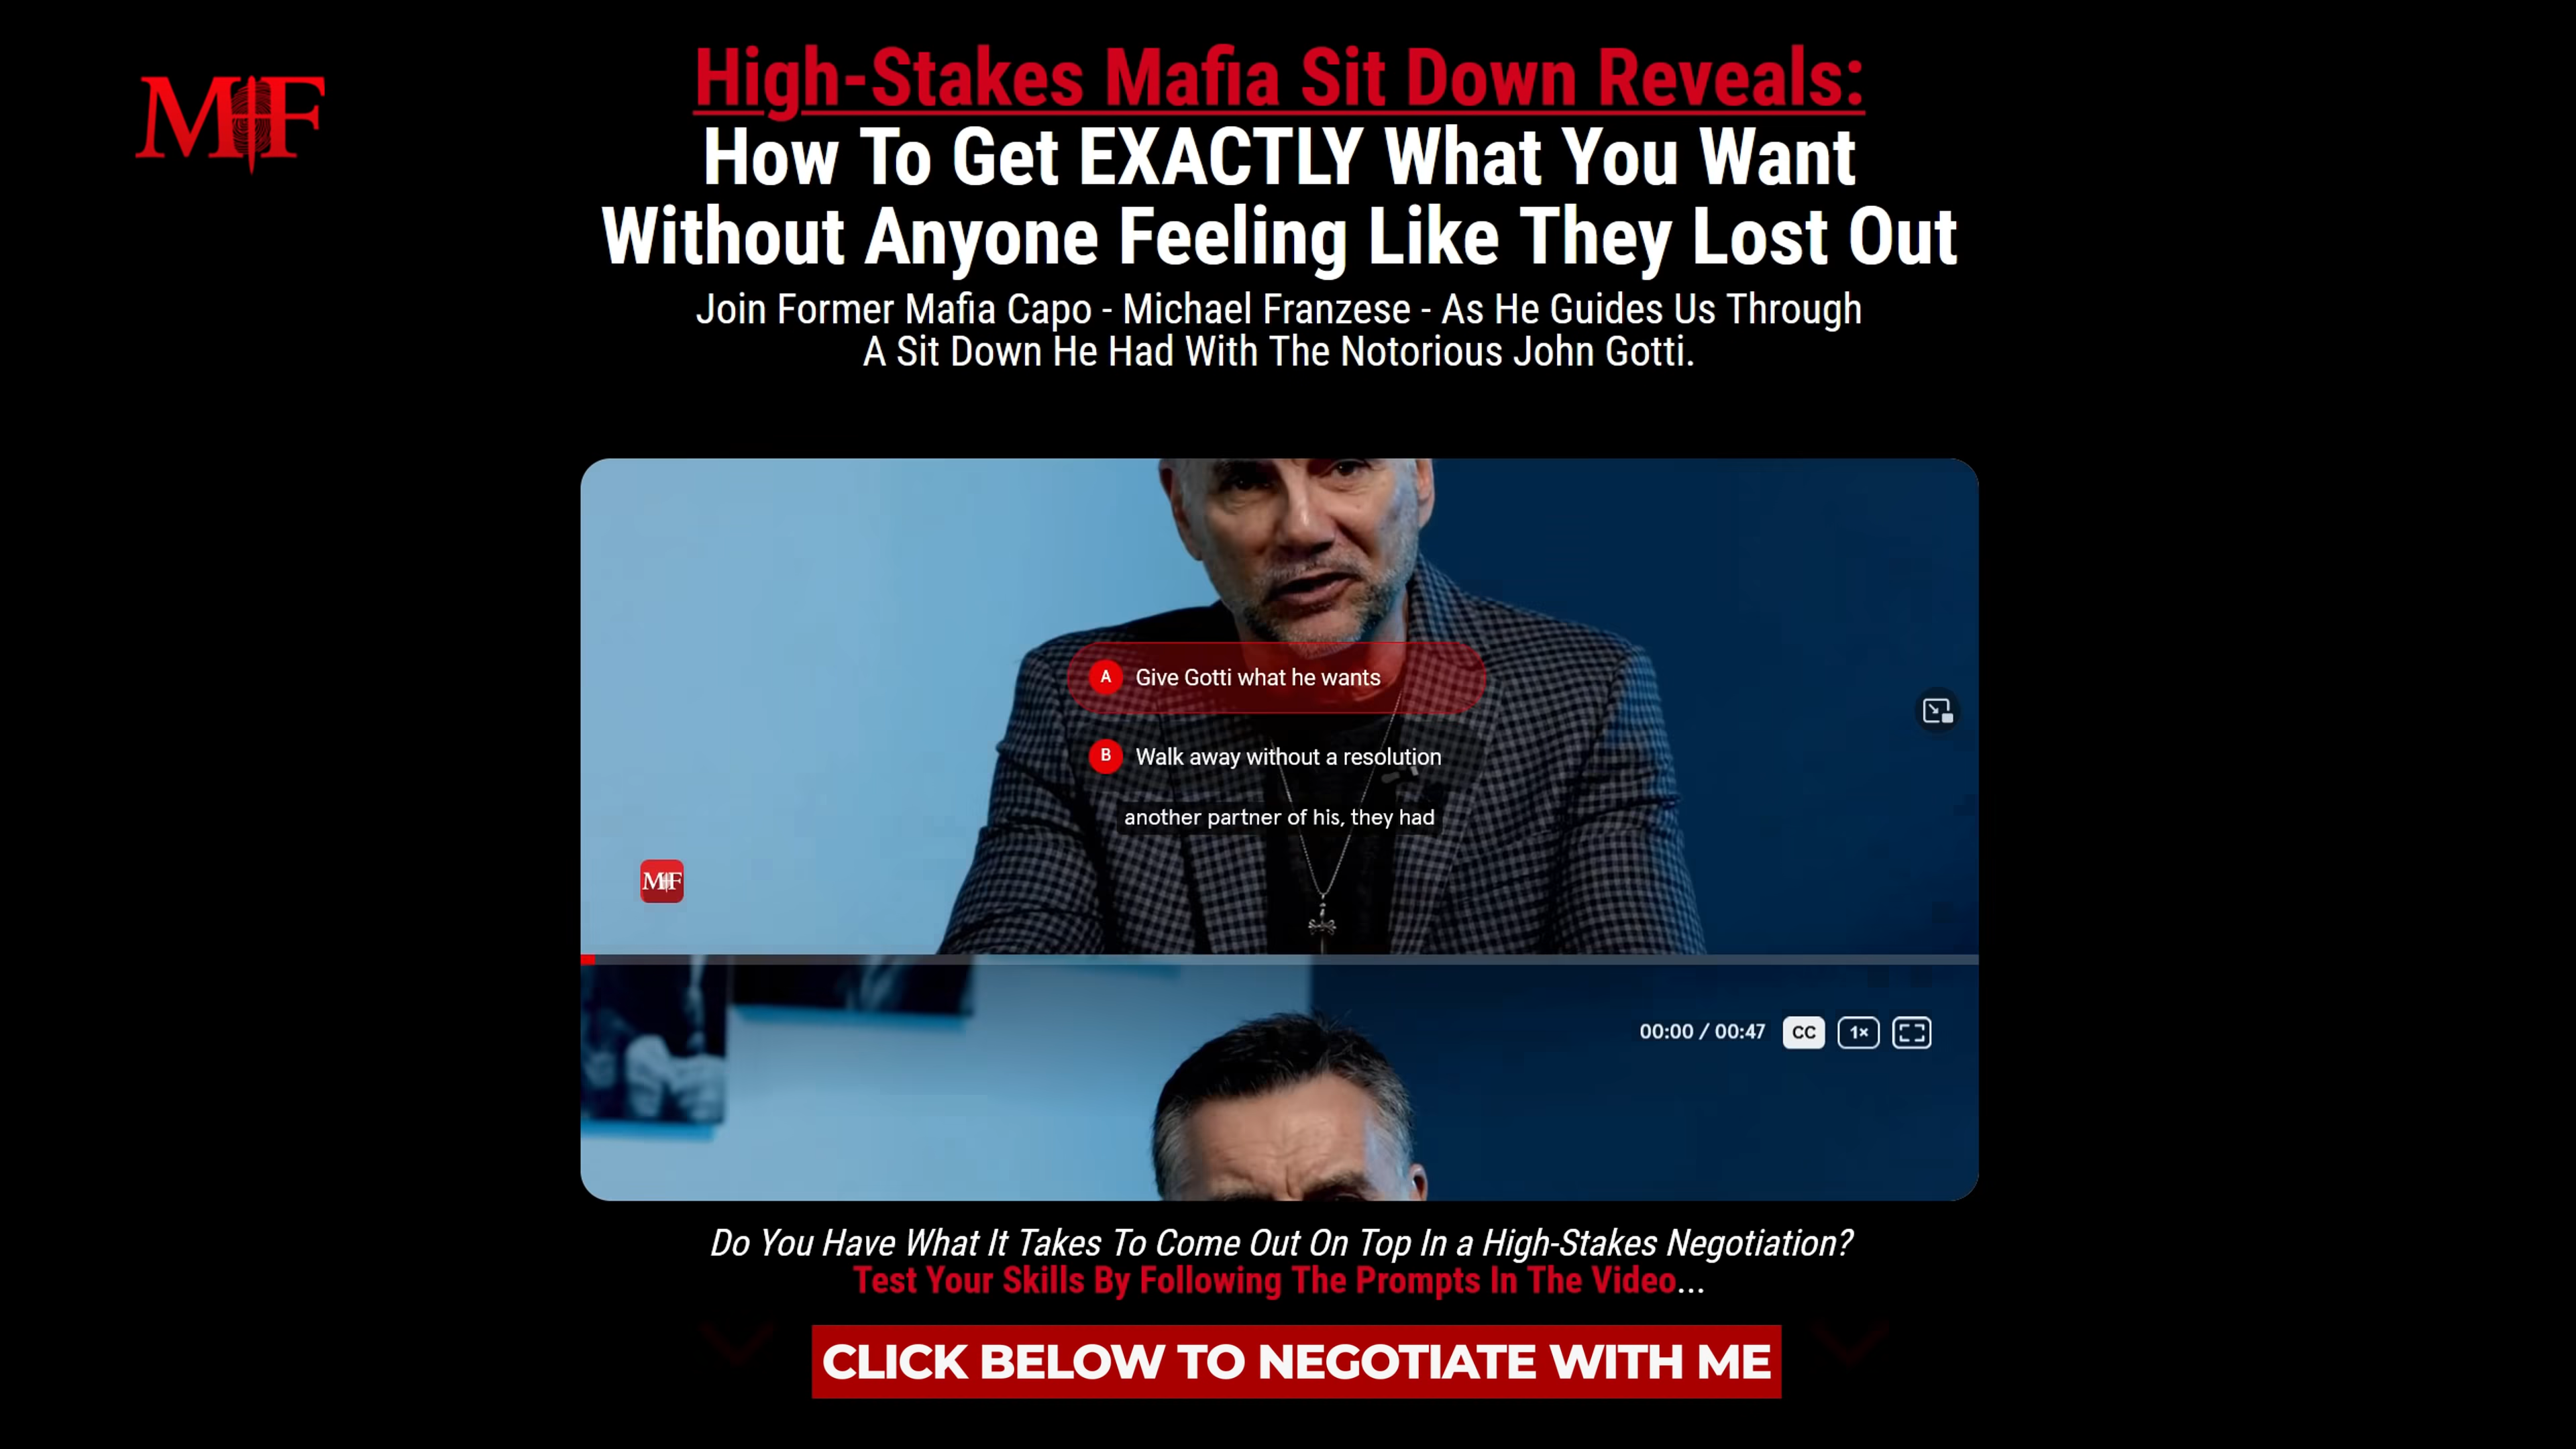 MF
High-Stakes Mafia Sit Down Reveals:
How To Get EXACTLY What You Want
Without Anyone Feeling Like They Lost Out
Join Former Mafia Capo - Michael Franzese - As He Guides Us Through
A Sit Down He Had With The Notorious John Gotti.
A Give Gotti what he wants
B Walk away without a resolution
another partner of his, they had
MF
00:00 / 00:47 CC 1×
Do You Have What It Takes To Come Out On Top In a High-Stakes Negotiation?
Test Your Skills By Following The Prompts In The Video...
CLICK BELOW TO NEGOTIATE WITH ME